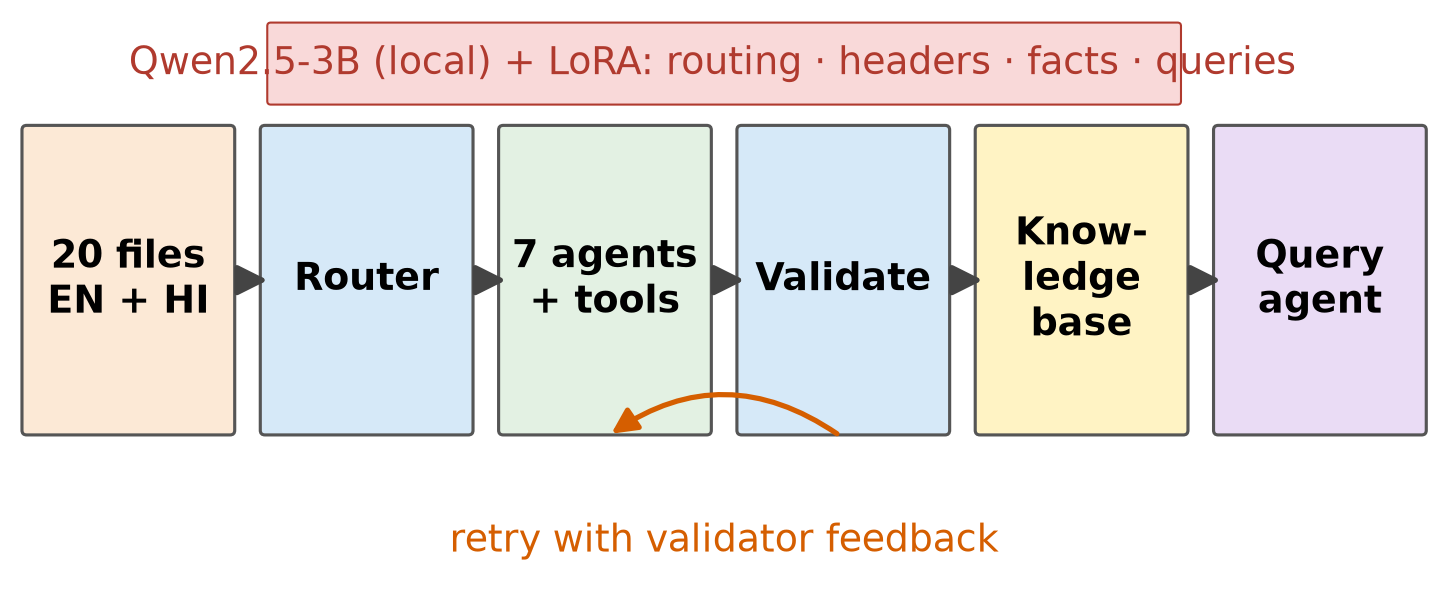 Qwen2.5-3B (local) + LoRA: routing · headers · facts · queries
20 files
EN + HI
Router
7 agents
+ tools
Validate
Know-
ledge
base
Query
agent
retry with validator feedback